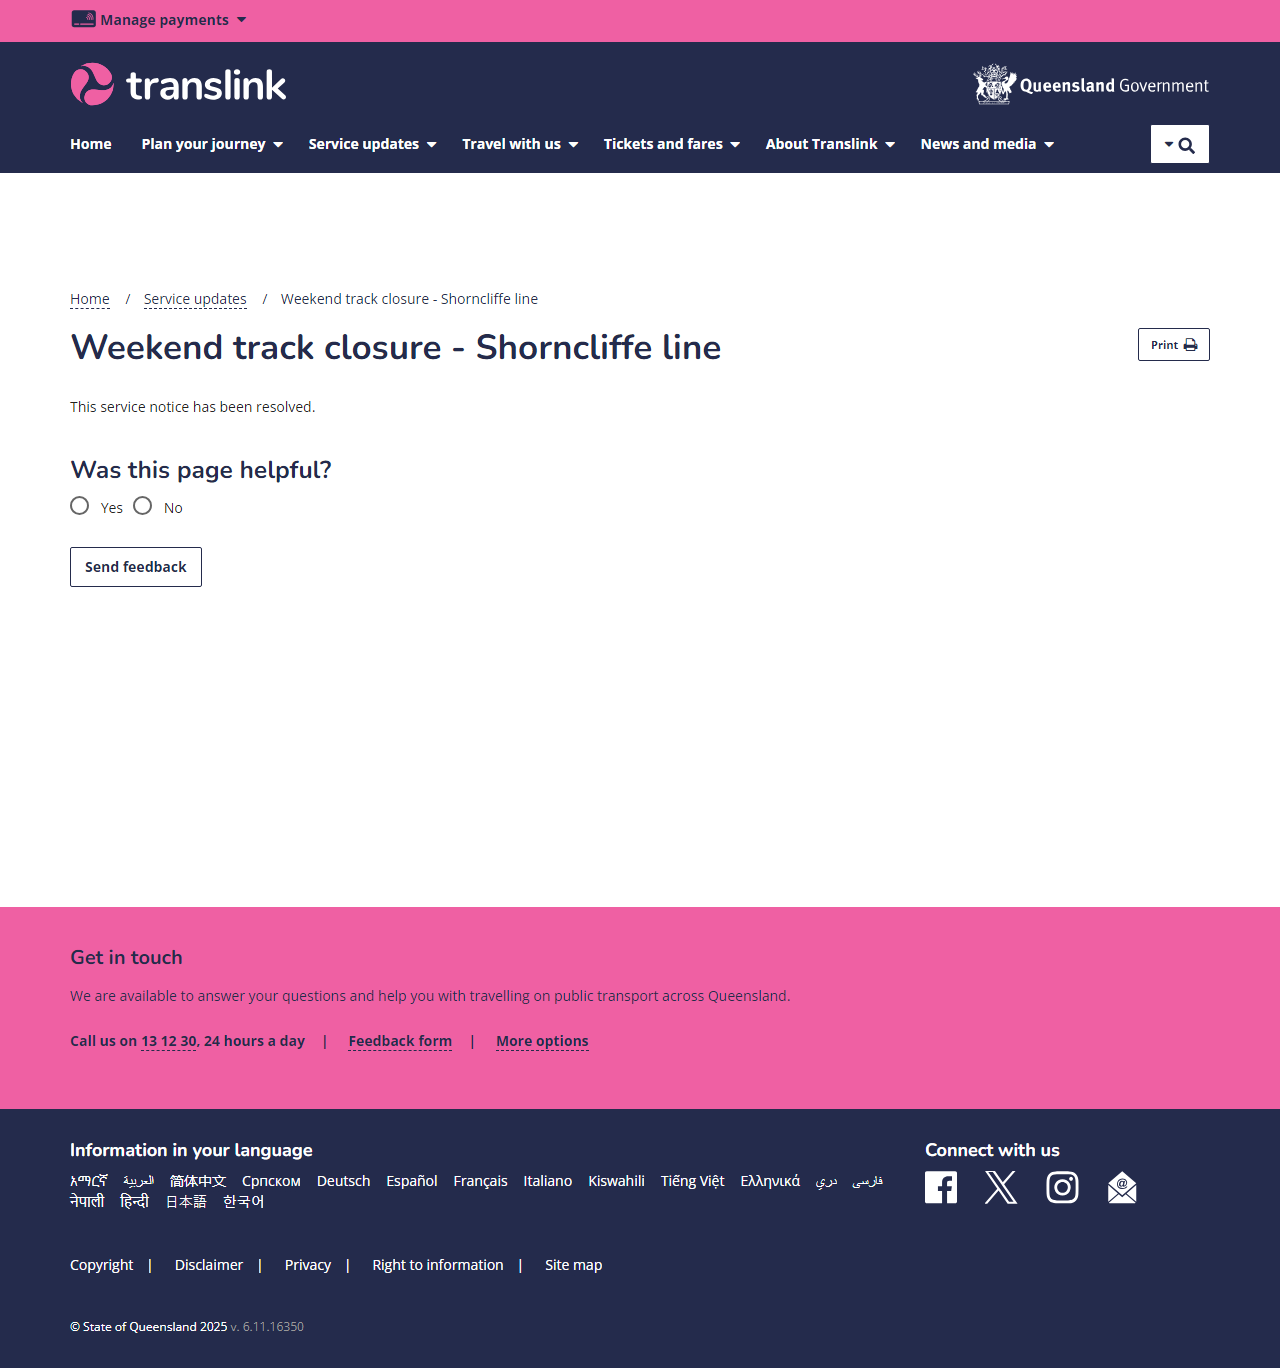 Manage payments
translink
Queensland Government
Home Plan your journey Service updates Travel with us Tickets and fares About Translink News and media
Home / Service updates / Weekend track closure - Shorncliffe line
Weekend track closure - Shorncliffe line
Print
This service notice has been resolved.
Was this page helpful?
Yes No
Send feedback
Get in touch
We are available to answer your questions and help you with travelling on public transport across Queensland.
Call us on 13 12 30, 24 hours a day | Feedback form | More options
Information in your language
አማርኛ العربية 简体中文 Српском Deutsch Español Français Italiano Kiswahili Tiếng Việt Ελληνικά دري فارسی
नेपाली हिन्दी 日本語 한국어
Connect with us
Copyright | Disclaimer | Privacy | Right to information | Site map
© State of Queensland 2025 v. 6.11.16350